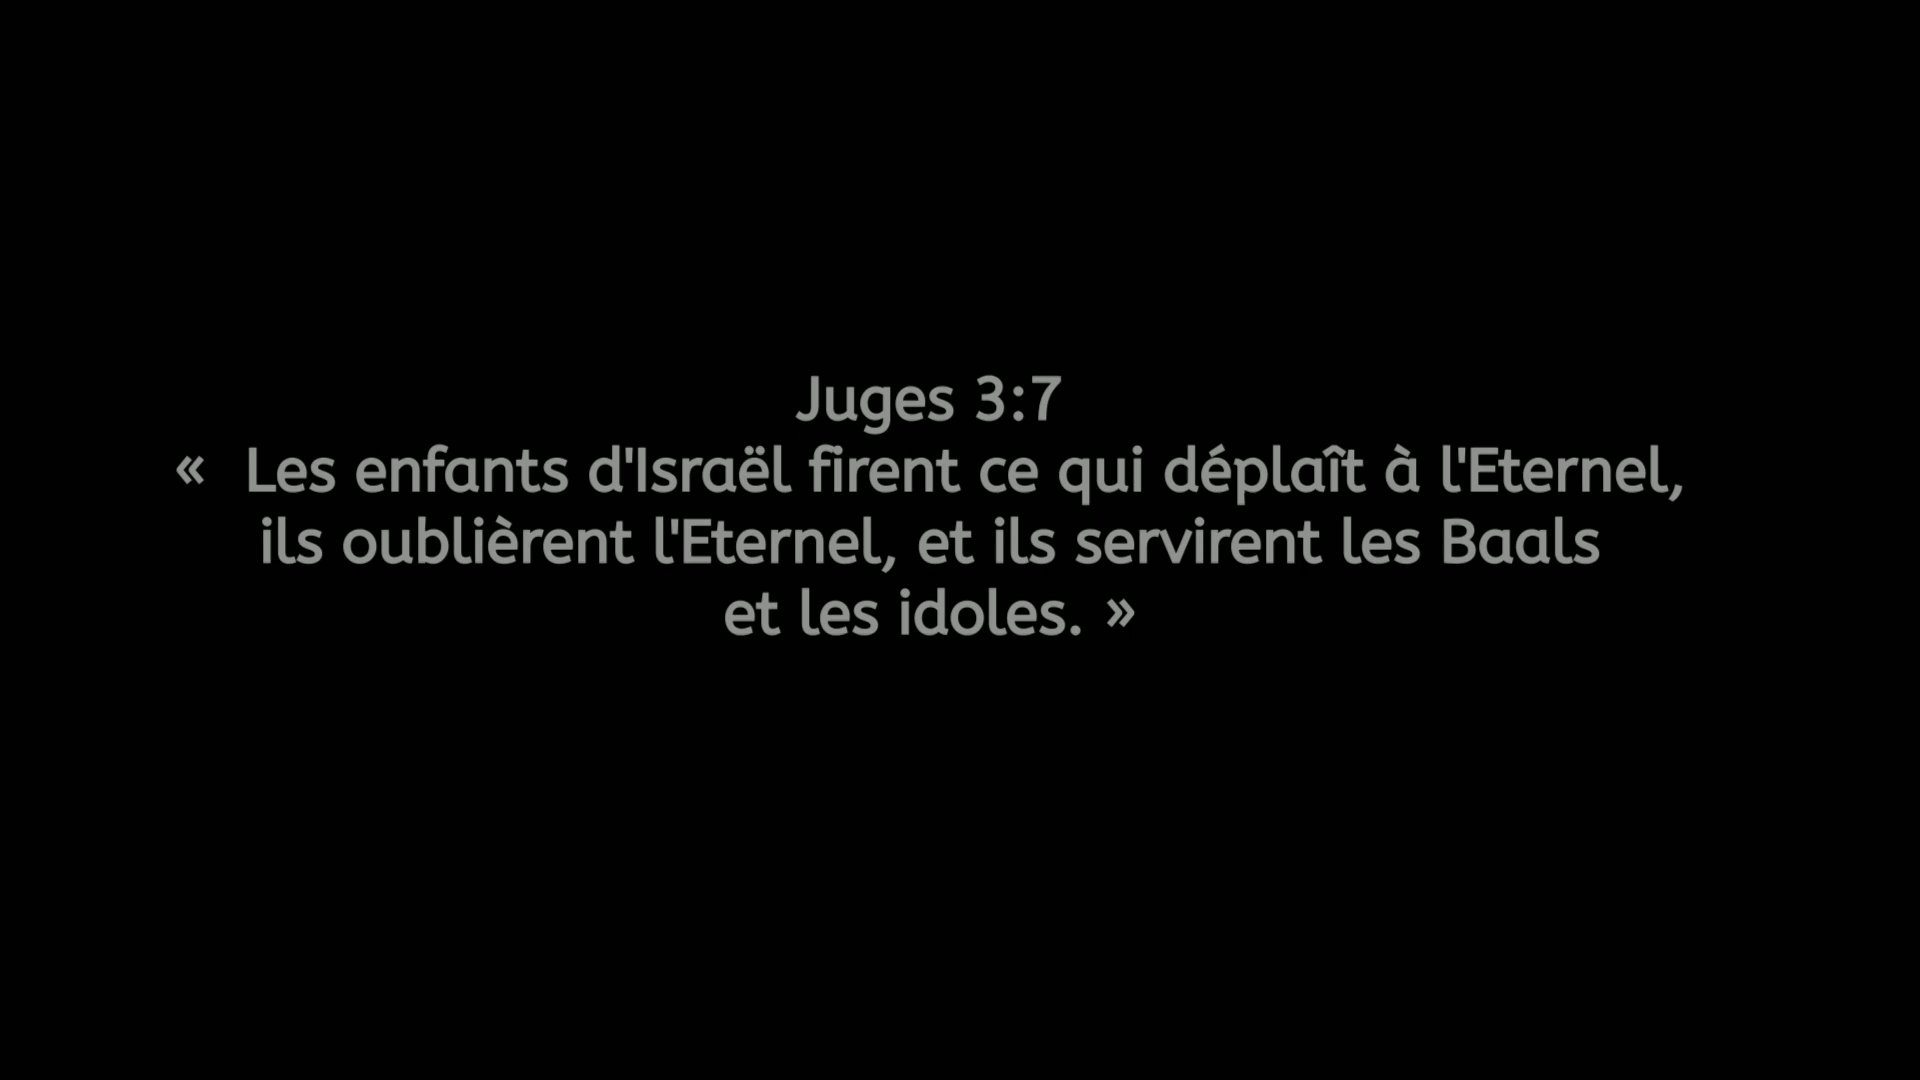 Juges 3:7
«  Les enfants d'Israël firent ce qui déplaît à l'Eternel,
ils oublièrent l'Eternel, et ils servirent les Baals
et les idoles. »